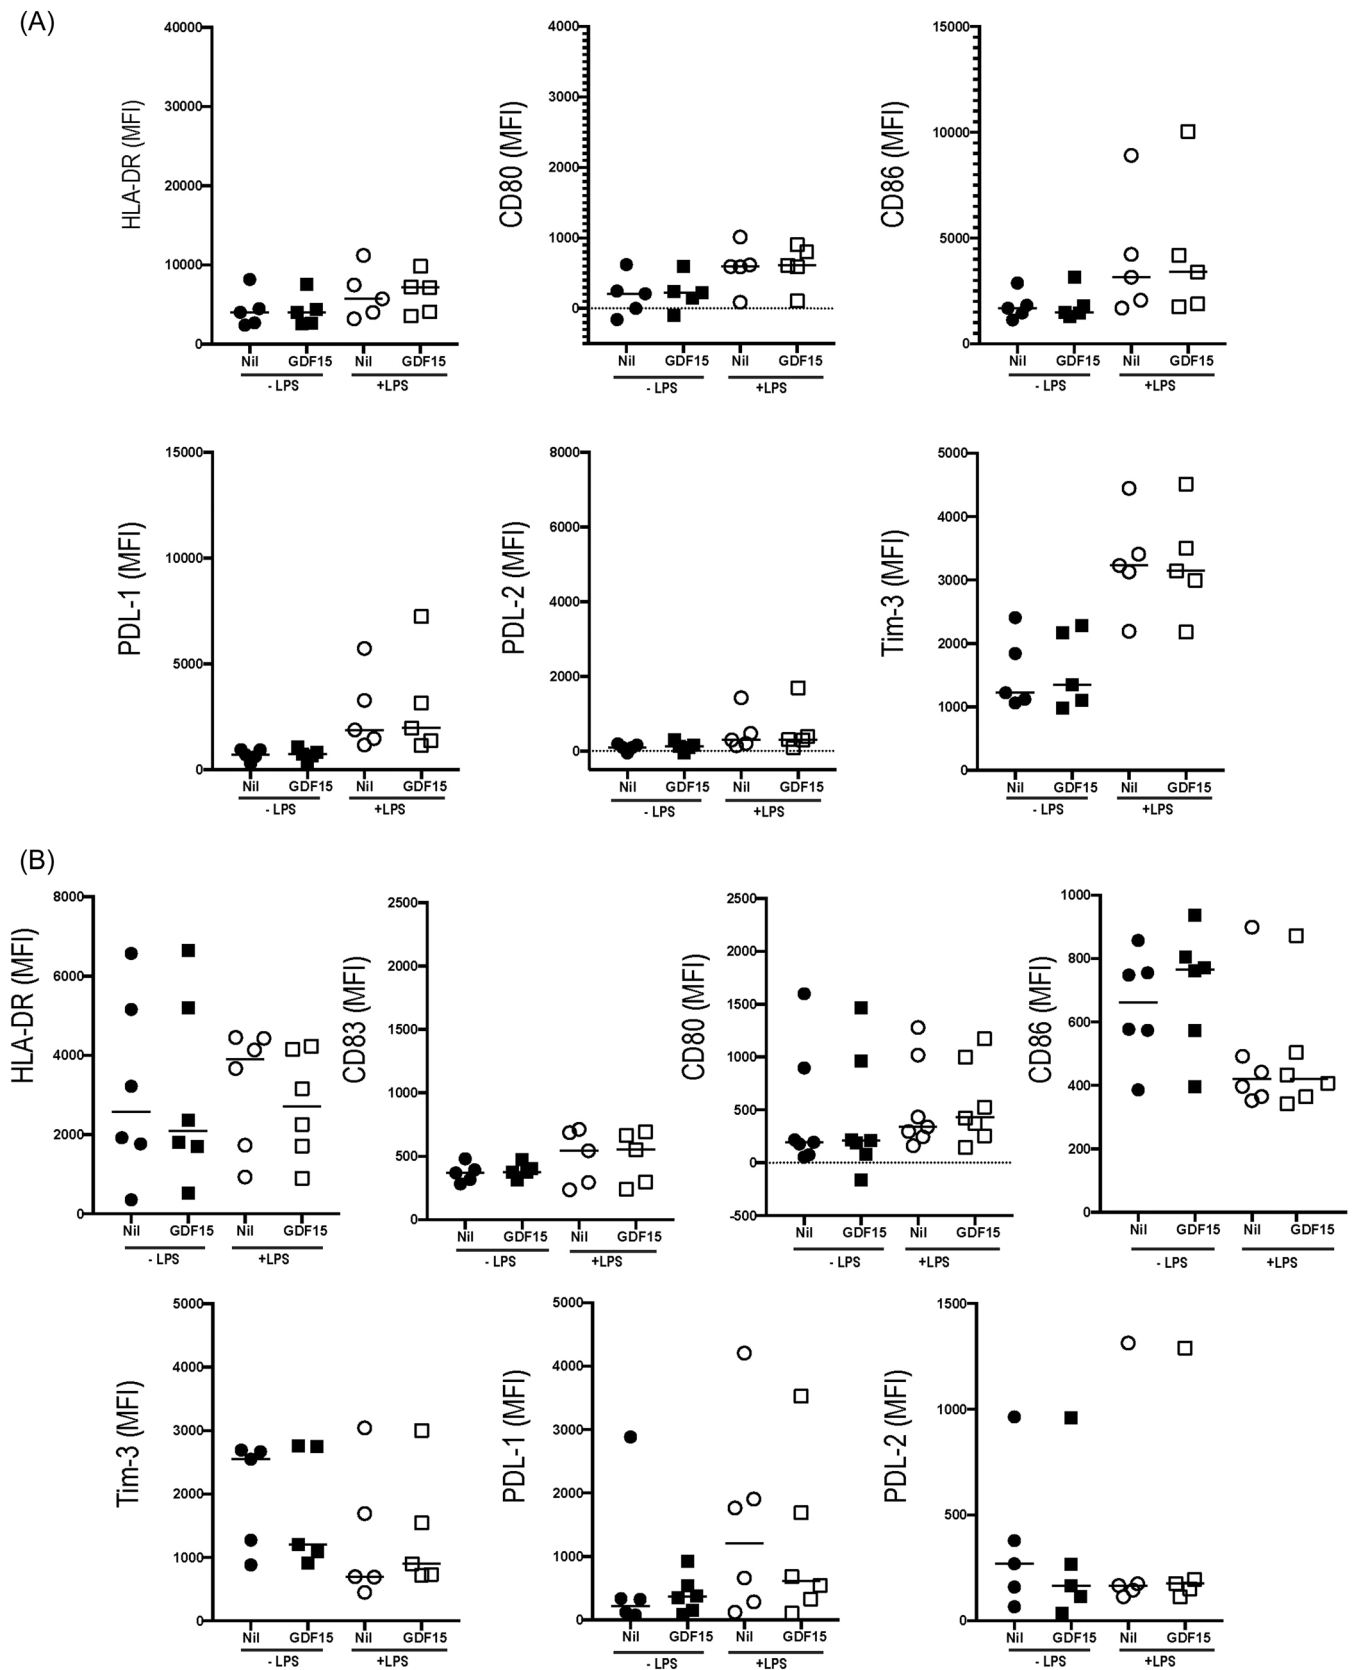 (A)
HLA-DR (MFI)
40000
30000
20000
10000
0
Nil GDF15 Nil GDF15
- LPS +LPS
CD80 (MFI)
4000
3000
2000
1000
0
Nil GDF15 Nil GDF15
- LPS +LPS
CD86 (MFI)
15000
10000
5000
0
Nil GDF15 Nil GDF15
- LPS +LPS
PDL-1 (MFI)
15000
10000
5000
0
Nil GDF15 Nil GDF15
- LPS +LPS
PDL-2 (MFI)
8000
6000
4000
2000
0
Nil GDF15 Nil GDF15
- LPS +LPS
Tim-3 (MFI)
5000
4000
3000
2000
1000
0
Nil GDF15 Nil GDF15
- LPS +LPS
(B)
HLA-DR (MFI)
8000
6000
4000
2000
0
Nil GDF15 Nil GDF15
- LPS +LPS
CD83 (MFI)
2500
2000
1500
1000
500
0
Nil GDF15 Nil GDF15
- LPS +LPS
CD80 (MFI)
2500
2000
1500
1000
500
0
-500
Nil GDF15 Nil GDF15
- LPS +LPS
CD86 (MFI)
1000
800
600
400
200
0
Nil GDF15 Nil GDF15
- LPS +LPS
Tim-3 (MFI)
5000
4000
3000
2000
1000
0
Nil GDF15 Nil GDF15
- LPS +LPS
PDL-1 (MFI)
5000
4000
3000
2000
1000
0
Nil GDF15 Nil GDF15
- LPS +LPS
PDL-2 (MFI)
1500
1000
500
0
Nil GDF15 Nil GDF15
- LPS +LPS